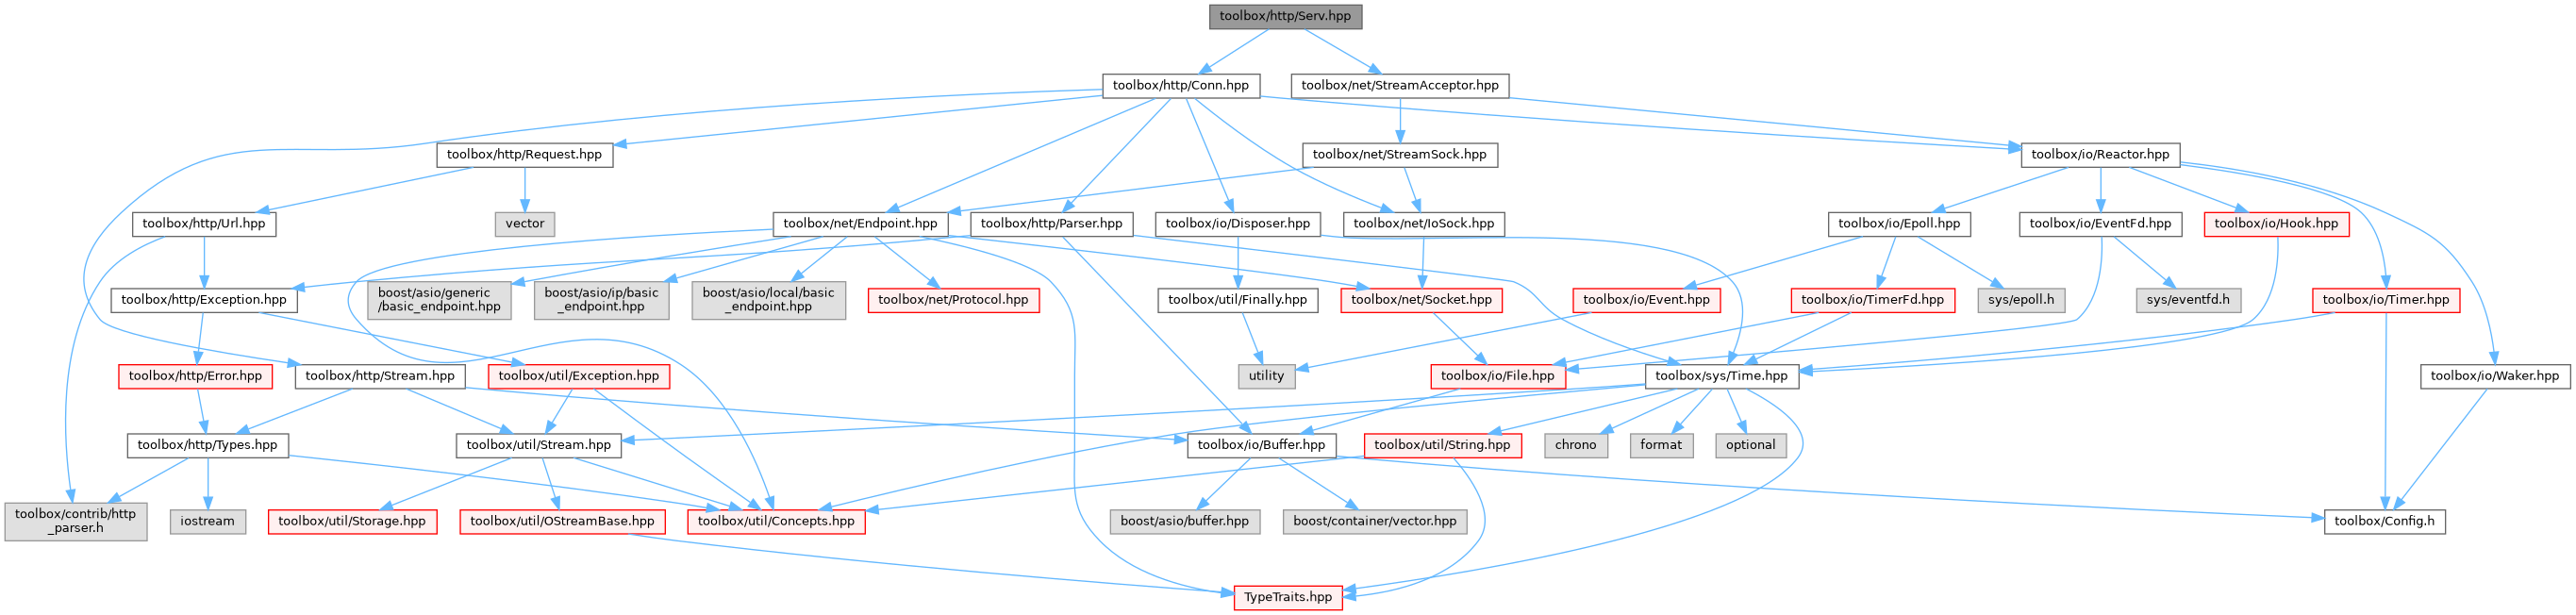 toolbox/http/Serv.hpp
toolbox/http/Conn.hpp
toolbox/net/StreamAcceptor.hpp
toolbox/http/Request.hpp
toolbox/net/StreamSock.hpp
toolbox/io/Reactor.hpp
toolbox/http/Url.hpp
vector
toolbox/net/Endpoint.hpp
toolbox/http/Parser.hpp
toolbox/io/Disposer.hpp
toolbox/net/IoSock.hpp
toolbox/io/Epoll.hpp
toolbox/io/EventFd.hpp
toolbox/io/Hook.hpp
toolbox/http/Exception.hpp
boost/asio/generic
/basic_endpoint.hpp
boost/asio/ip/basic
_endpoint.hpp
boost/asio/local/basic
_endpoint.hpp
toolbox/net/Protocol.hpp
toolbox/util/Finally.hpp
toolbox/net/Socket.hpp
toolbox/io/Event.hpp
toolbox/io/TimerFd.hpp
sys/epoll.h
sys/eventfd.h
toolbox/io/Timer.hpp
toolbox/http/Error.hpp
toolbox/http/Stream.hpp
toolbox/util/Exception.hpp
utility
toolbox/io/File.hpp
toolbox/sys/Time.hpp
toolbox/io/Waker.hpp
toolbox/http/Types.hpp
toolbox/util/Stream.hpp
toolbox/io/Buffer.hpp
toolbox/util/String.hpp
chrono
format
optional
toolbox/contrib/http
_parser.h
iostream
toolbox/util/Storage.hpp
toolbox/util/OStreamBase.hpp
toolbox/util/Concepts.hpp
boost/asio/buffer.hpp
boost/container/vector.hpp
toolbox/Config.h
TypeTraits.hpp